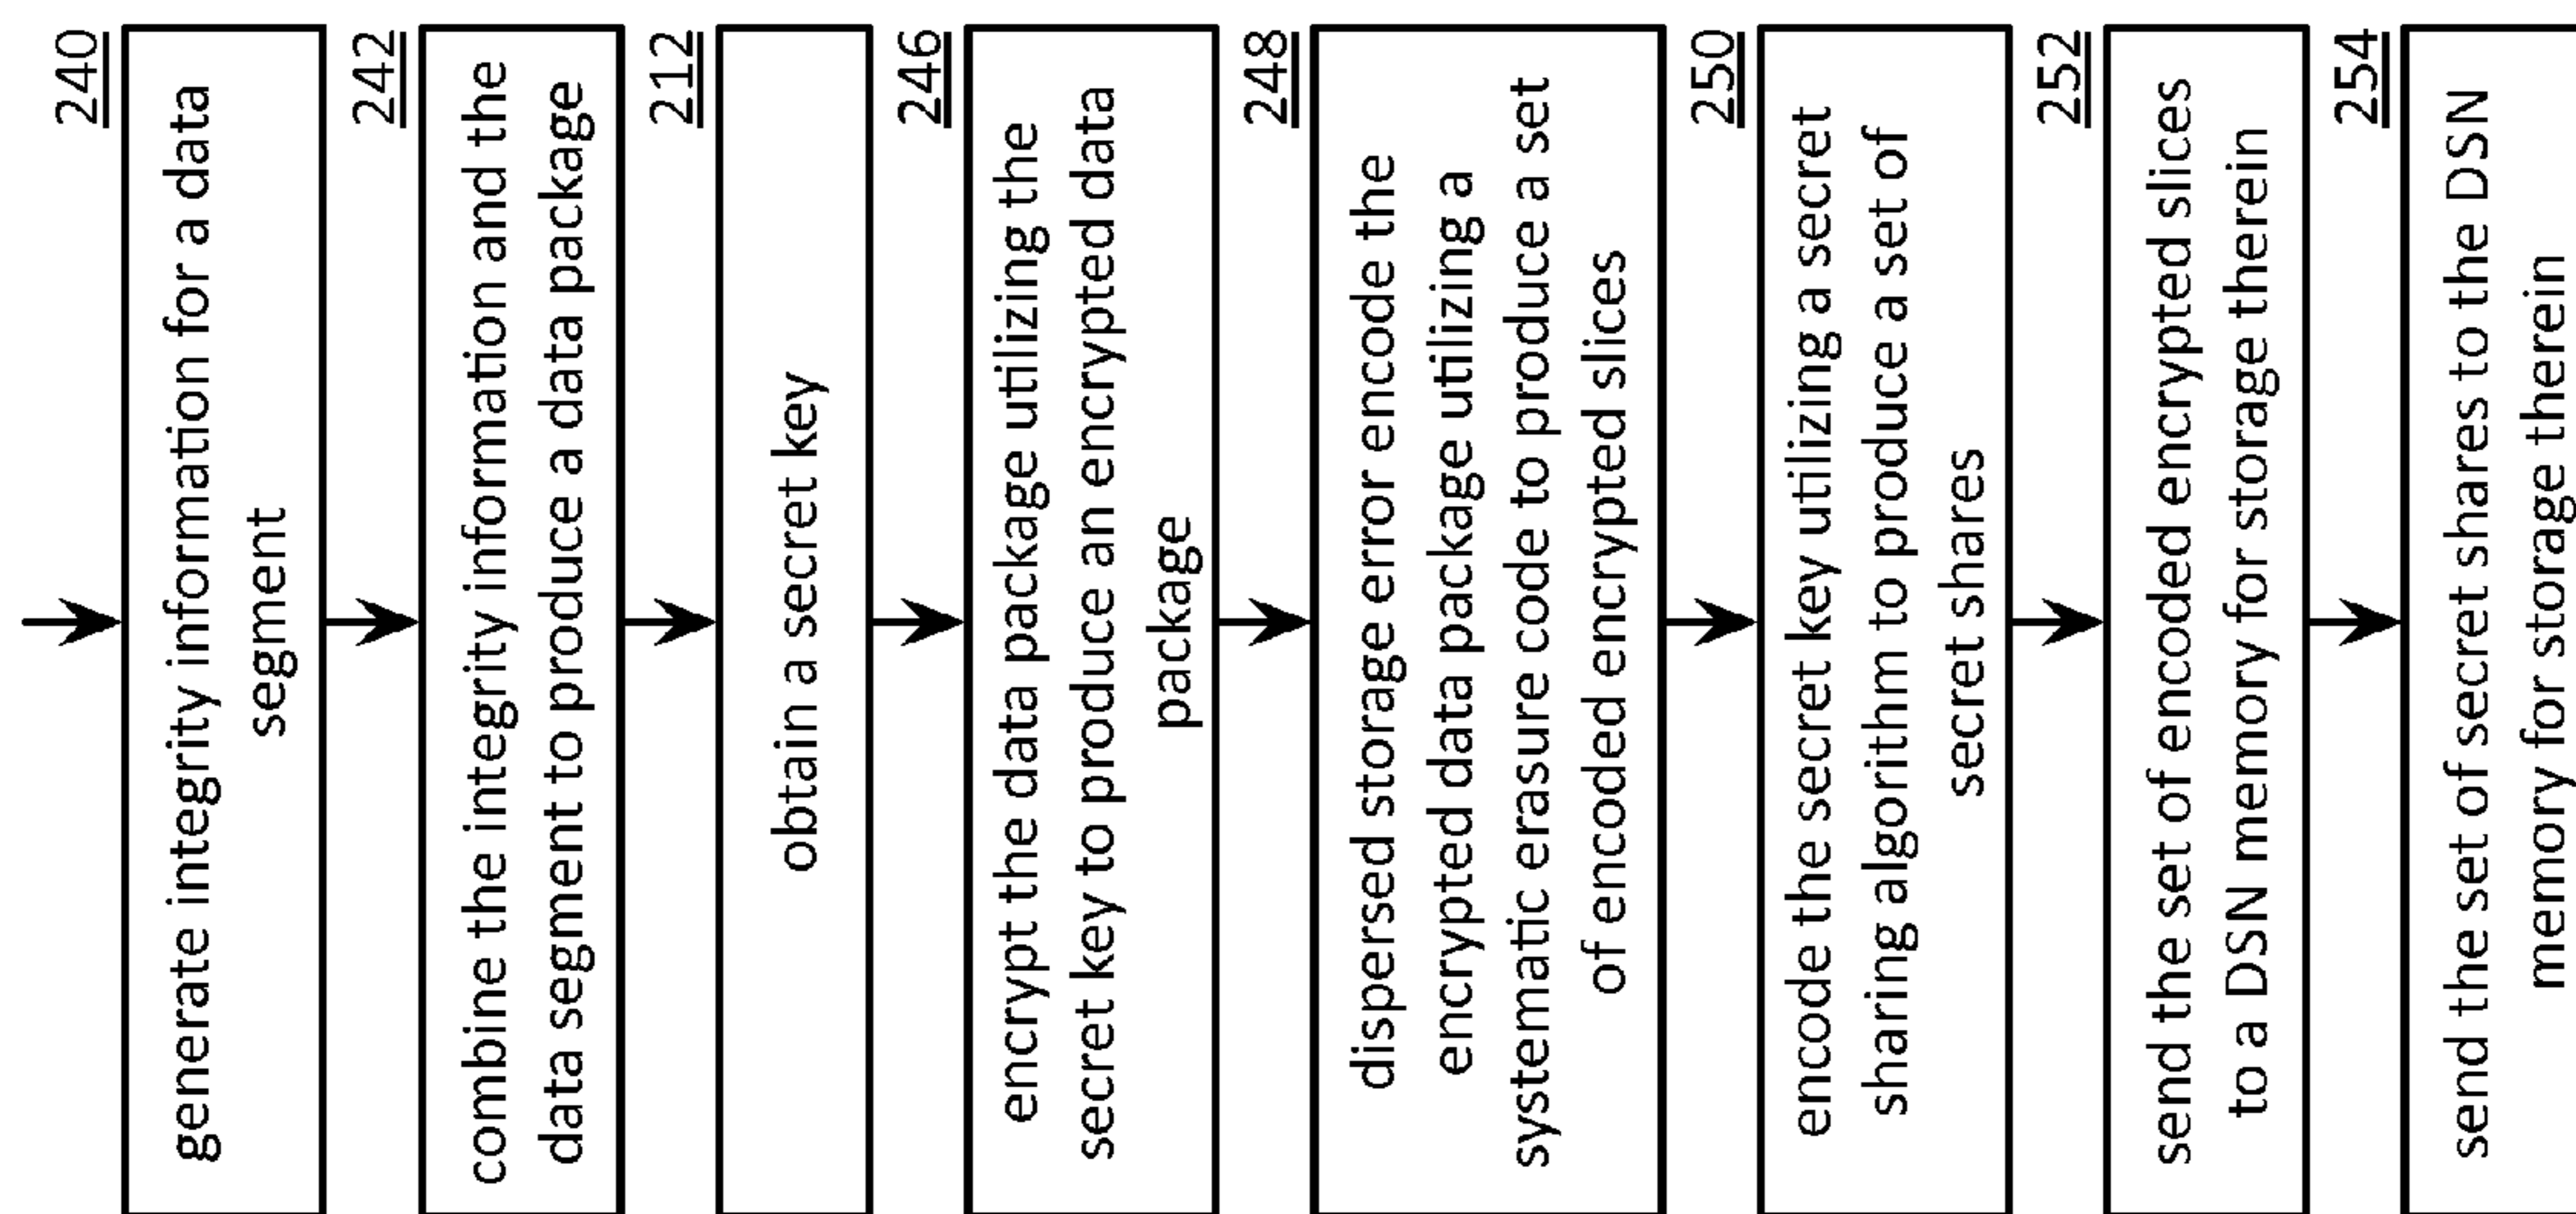 240
generate integrity information for a data
segment
242
combine the integrity information and the
data segment to produce a data package
212
obtain a secret key
246
encrypt the data package utilizing the
secret key to produce an encrypted data
package
248
dispersed storage error encode the
encrypted data package utilizing a
systematic erasure code to produce a set
of encoded encrypted slices
250
encode the secret key utilizing a secret
sharing algorithm to produce a set of
secret shares
252
send the set of encoded encrypted slices
to a DSN memory for storage therein
254
send the set of secret shares to the DSN
memory for storage therein